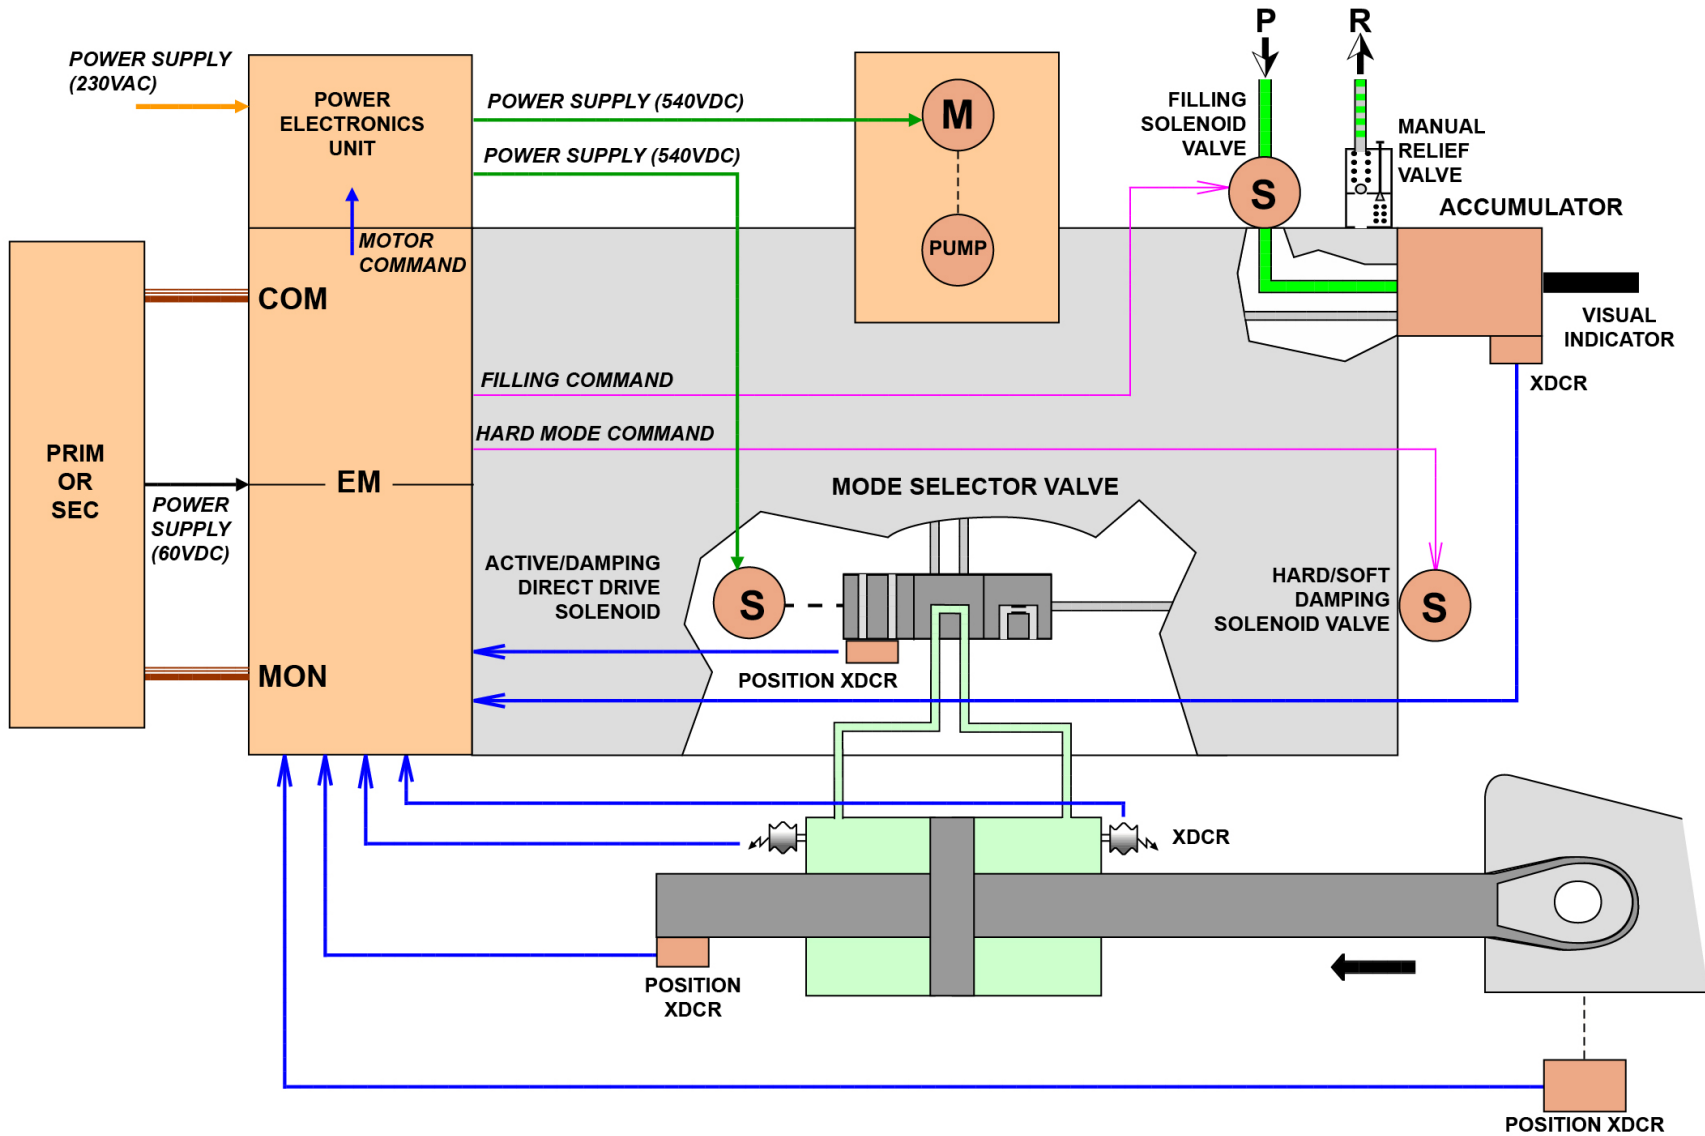 POWER SUPPLY
(230VAC)
POWER
ELECTRONICS
UNIT
POWER SUPPLY (540VDC)
POWER SUPPLY (540VDC)
M
PUMP
P
R
FILLING
SOLENOID
VALVE
S
MANUAL
RELIEF
VALVE
ACCUMULATOR
VISUAL
INDICATOR
XDCR
MOTOR
COMMAND
COM
FILLING COMMAND
HARD MODE COMMAND
PRIM
OR
SEC
EM
POWER
SUPPLY
(60VDC)
MODE SELECTOR VALVE
ACTIVE/DAMPING
DIRECT DRIVE
SOLENOID
S
HARD/SOFT
DAMPING
SOLENOID VALVE
S
MON
POSITION XDCR
XDCR
POSITION
XDCR
POSITION XDCR